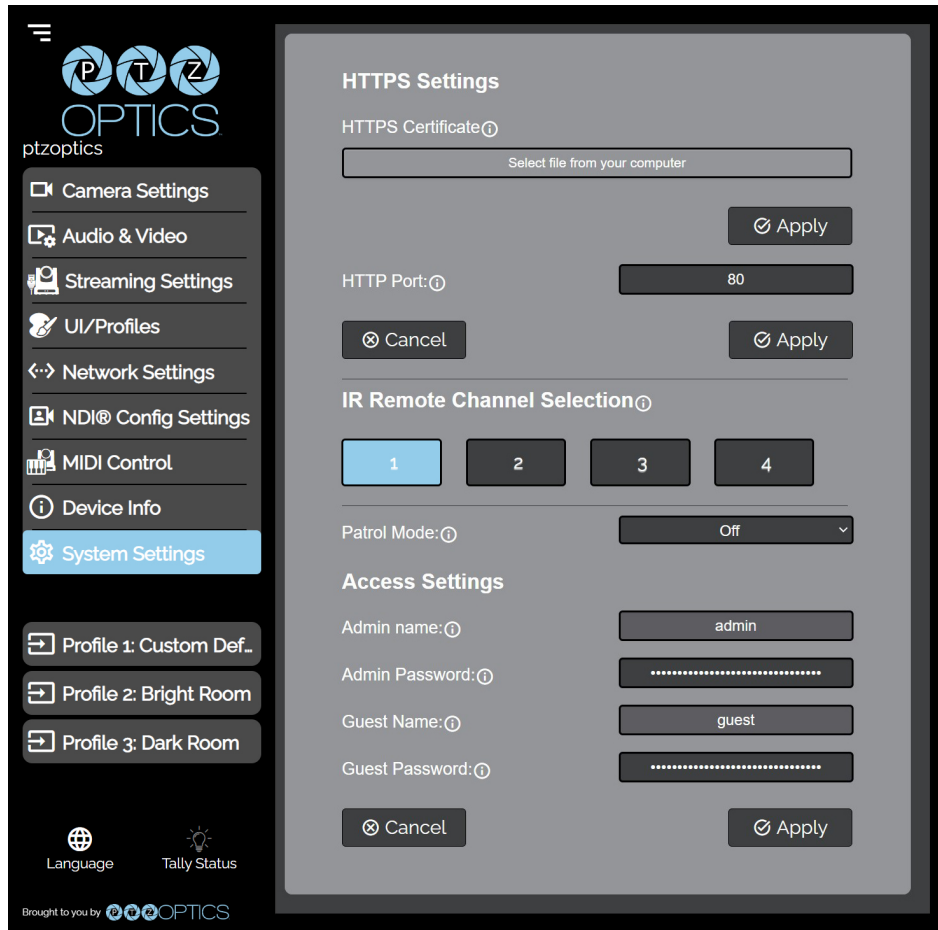 PTZ
OPTICS
ptzoptics
Camera Settings
Audio & Video
Streaming Settings
UI/Profiles
Network Settings
NDI® Config Settings
MIDI Control
Device Info
System Settings
Profile 1: Custom Def...
Profile 2: Bright Room
Profile 3: Dark Room
Language
Tally Status
Brought to you by PTZOPTICS
HTTPS Settings
HTTPS Certificate
Select file from your computer
Apply
HTTP Port: 80
Cancel Apply
IR Remote Channel Selection
1 2 3 4
Patrol Mode: Off
Access Settings
Admin name: admin
Admin Password: ••••••••••••••••••••••••••••••••
Guest Name: guest
Guest Password: ••••••••••••••••••••••••••••••••
Cancel Apply